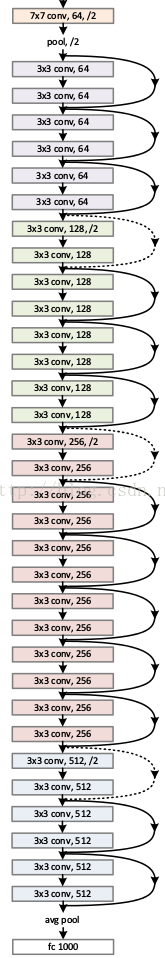 7x7 conv, 64, /2
pool, /2
3x3 conv, 64
3x3 conv, 64
3x3 conv, 64
3x3 conv, 64
3x3 conv, 64
3x3 conv, 64
3x3 conv, 128, /2
3x3 conv, 128
3x3 conv, 128
3x3 conv, 128
3x3 conv, 128
3x3 conv, 128
3x3 conv, 128
3x3 conv, 128
3x3 conv, 256, /2
3x3 conv, 256
3x3 conv, 256
3x3 conv, 256
3x3 conv, 256
3x3 conv, 256
3x3 conv, 256
3x3 conv, 256
3x3 conv, 256
3x3 conv, 256
3x3 conv, 256
3x3 conv, 256
3x3 conv, 512, /2
3x3 conv, 512
3x3 conv, 512
3x3 conv, 512
3x3 conv, 512
3x3 conv, 512
avg pool
fc 1000